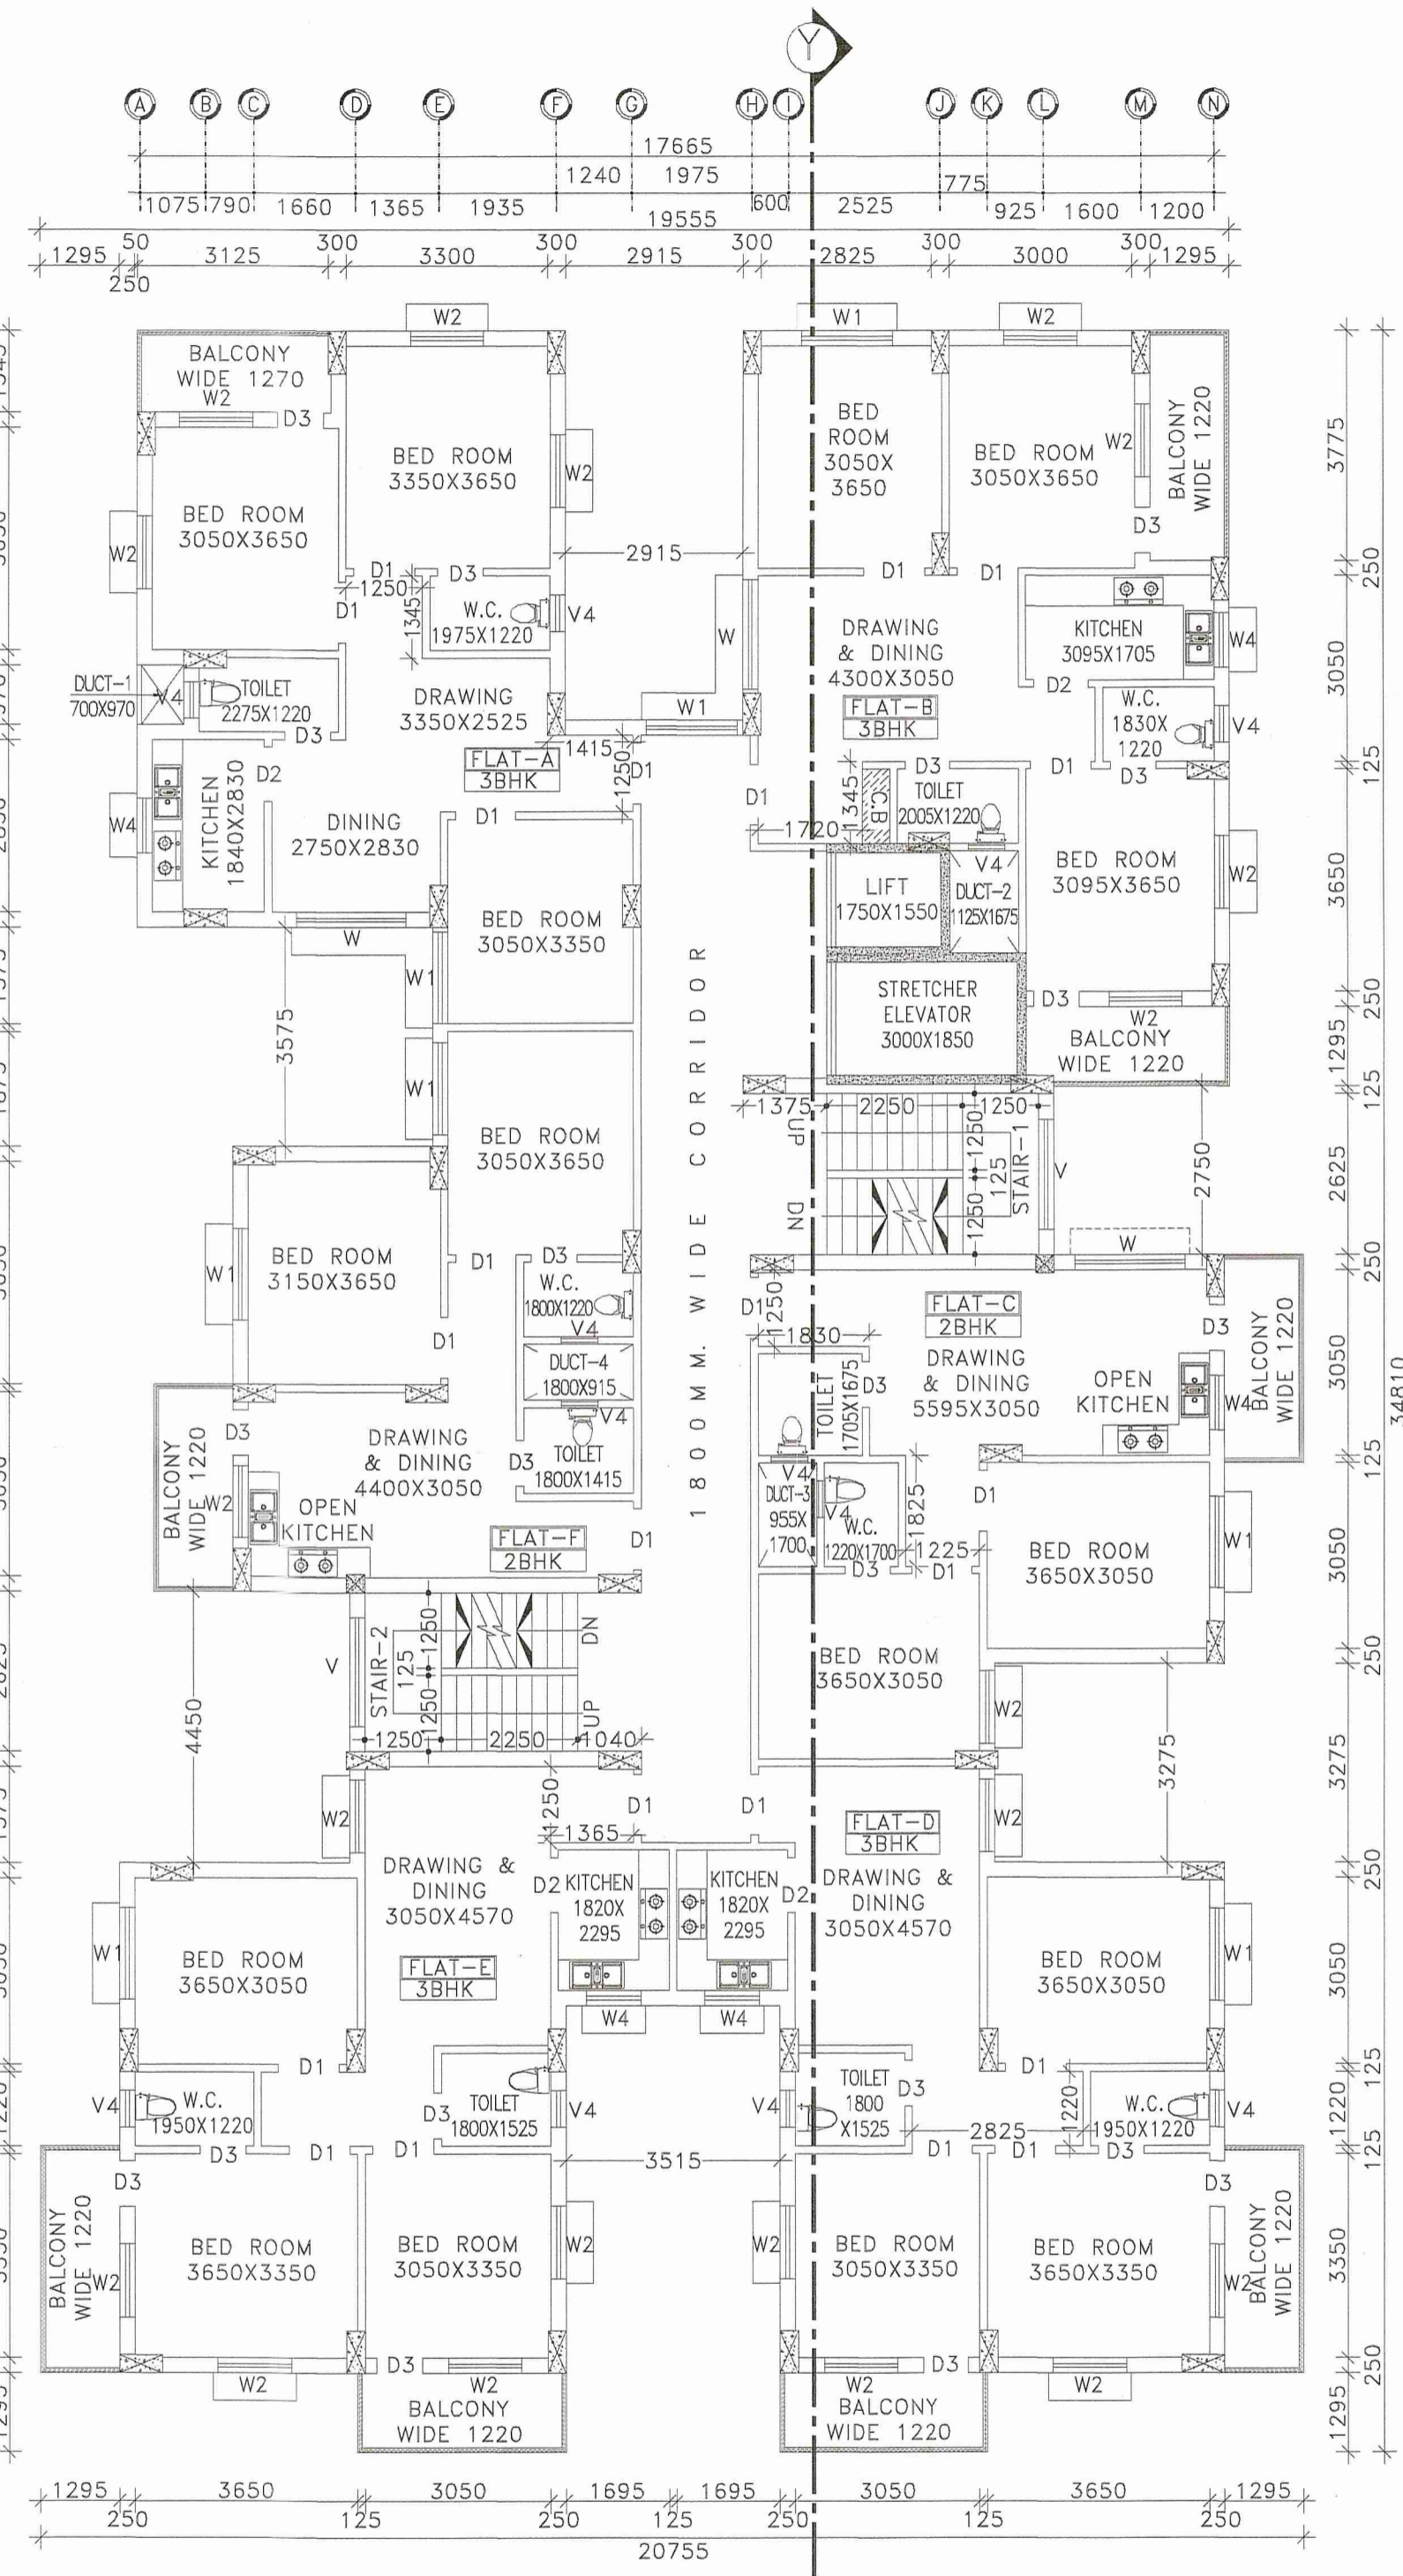 Y
A B C D E F G H I J K L M N
17665
1240 1975
775
1075 790 1660 1365 1935 600 2525 925 1600 1200
19555
50 300 300 300 300 300
1295 3125 3300 2915 2825 3000 1295
250
W2 W1 W2
BALCONY
WIDE 1270
W2
D3
BED ROOM
3350X3650
W2
BED ROOM
3050X3650
W2
D1
D3
1250
D1
1345
W.C.
1975X1220
V4
2915
BED
ROOM
3050X
3650
BED ROOM
3050X3650
W2
BALCONY
WIDE 1220
D3
D1
D1
3775
250
W
W1
DRAWING
& DINING
4300X3050
FLAT-B
3BHK
KITCHEN
3095X1705
W4
D2
W.C.
1830X
1220
V4
3050
DUCT-1
700X970
V4
TOILET
2275X1220
D3
DRAWING
3350X2525
FLAT-A
3BHK
1415
1250
D1
D1
D2
KITCHEN
1840X2830
W4
DINING
2750X2830
D1
1720
1345
C.B
D3
TOILET
2005X1220
D1
D3
125
V4
LIFT
1750X1550
DUCT-2
1125X1675
BED ROOM
3095X3650
W2
3650
BED ROOM
3050X3350
W
W1
3575
W1
STRETCHER
ELEVATOR
3000X1850
D3
W2
BALCONY
WIDE 1220
250
1295
125
1800MM. WIDE CORRIDOR
1375 2250 1250
UP
DN
1250
125
1250
STAIR-1
V
2750
W
2625
250
BED ROOM
3050X3650
BED ROOM
3150X3650
W1
D1
D3
W.C.
1800X1220
V4
D1
DUCT-4
1800X915
V4
D3
TOILET
1800X1415
D1
1250
1830
FLAT-C
2BHK
DRAWING
& DINING
5595X3050
OPEN
KITCHEN
D3
W4
BALCONY
WIDE 1220
3050
34810
TOILET
1705X1675
D3
D3
BALCONY
WIDE 1220
W2
DRAWING
& DINING
4400X3050
OPEN
KITCHEN
FLAT-F
2BHK
D1
V4
DUCT-3
955X
1700
V4
W.C.
1220X1700
D3
1825
1225
D1
D1
125
BED ROOM
3650X3050
W1
3050
250
BED ROOM
3650X3050
W2
V
STAIR-2
1250
125
1250
DN
UP
1250 2250 1040
4450
W2
1250
1365
D1
D1
FLAT-D
3BHK
W2
3275
3275
250
DRAWING &
DINING
3050X4570
D2
KITCHEN
1820X
2295
KITCHEN
1820X
2295
D2
DRAWING &
DINING
3050X4570
FLAT-E
3BHK
W4
W4
BED ROOM
3650X3050
W1
BED ROOM
3650X3050
W1
3050
125
D1
D1
V4
W.C.
1950X1220
D3
D1
D1
D3
TOILET
1800X1525
V4
V4
TOILET
1800
X1525
D3
2825
1220
W.C.
1950X1220
V4
1220
D1
D1
D3
125
3515
D3
BALCONY
WIDE 1220
W2
BED ROOM
3650X3350
BED ROOM
3050X3350
W2
W2
BED ROOM
3050X3350
BED ROOM
3650X3350
D3
W2
BALCONY
WIDE 1220
3350
W2
D3
W2
BALCONY
WIDE 1220
W2
D3
BALCONY
WIDE 1220
W2
250
1295
1295 3650 3050 1695 1695 3050 3650 1295
250 125 250 125 250 125 250
20755